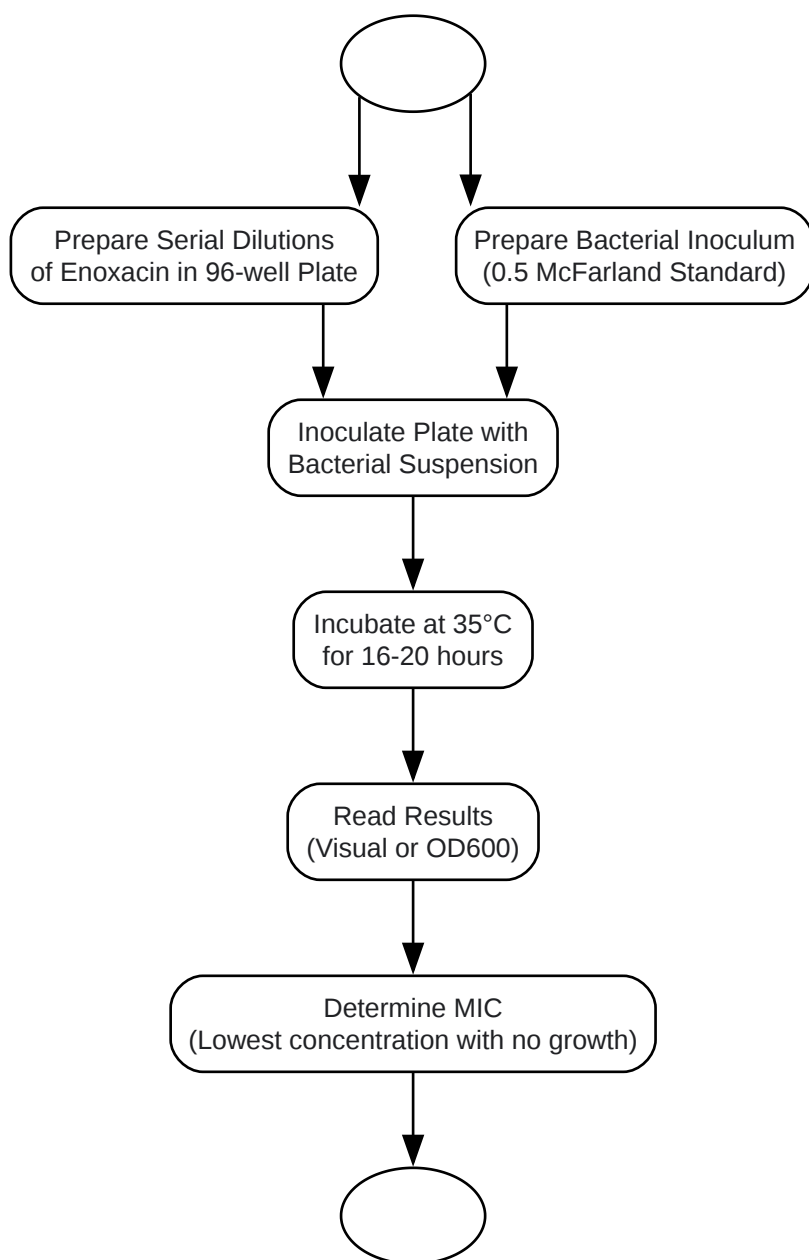 Prepare Serial Dilutions
of Enoxacin in 96-well Plate
Prepare Bacterial Inoculum
(0.5 McFarland Standard)
Inoculate Plate with
Bacterial Suspension
Incubate at 35°C
for 16-20 hours
Read Results
(Visual or OD600)
Determine MIC
(Lowest concentration with no growth)